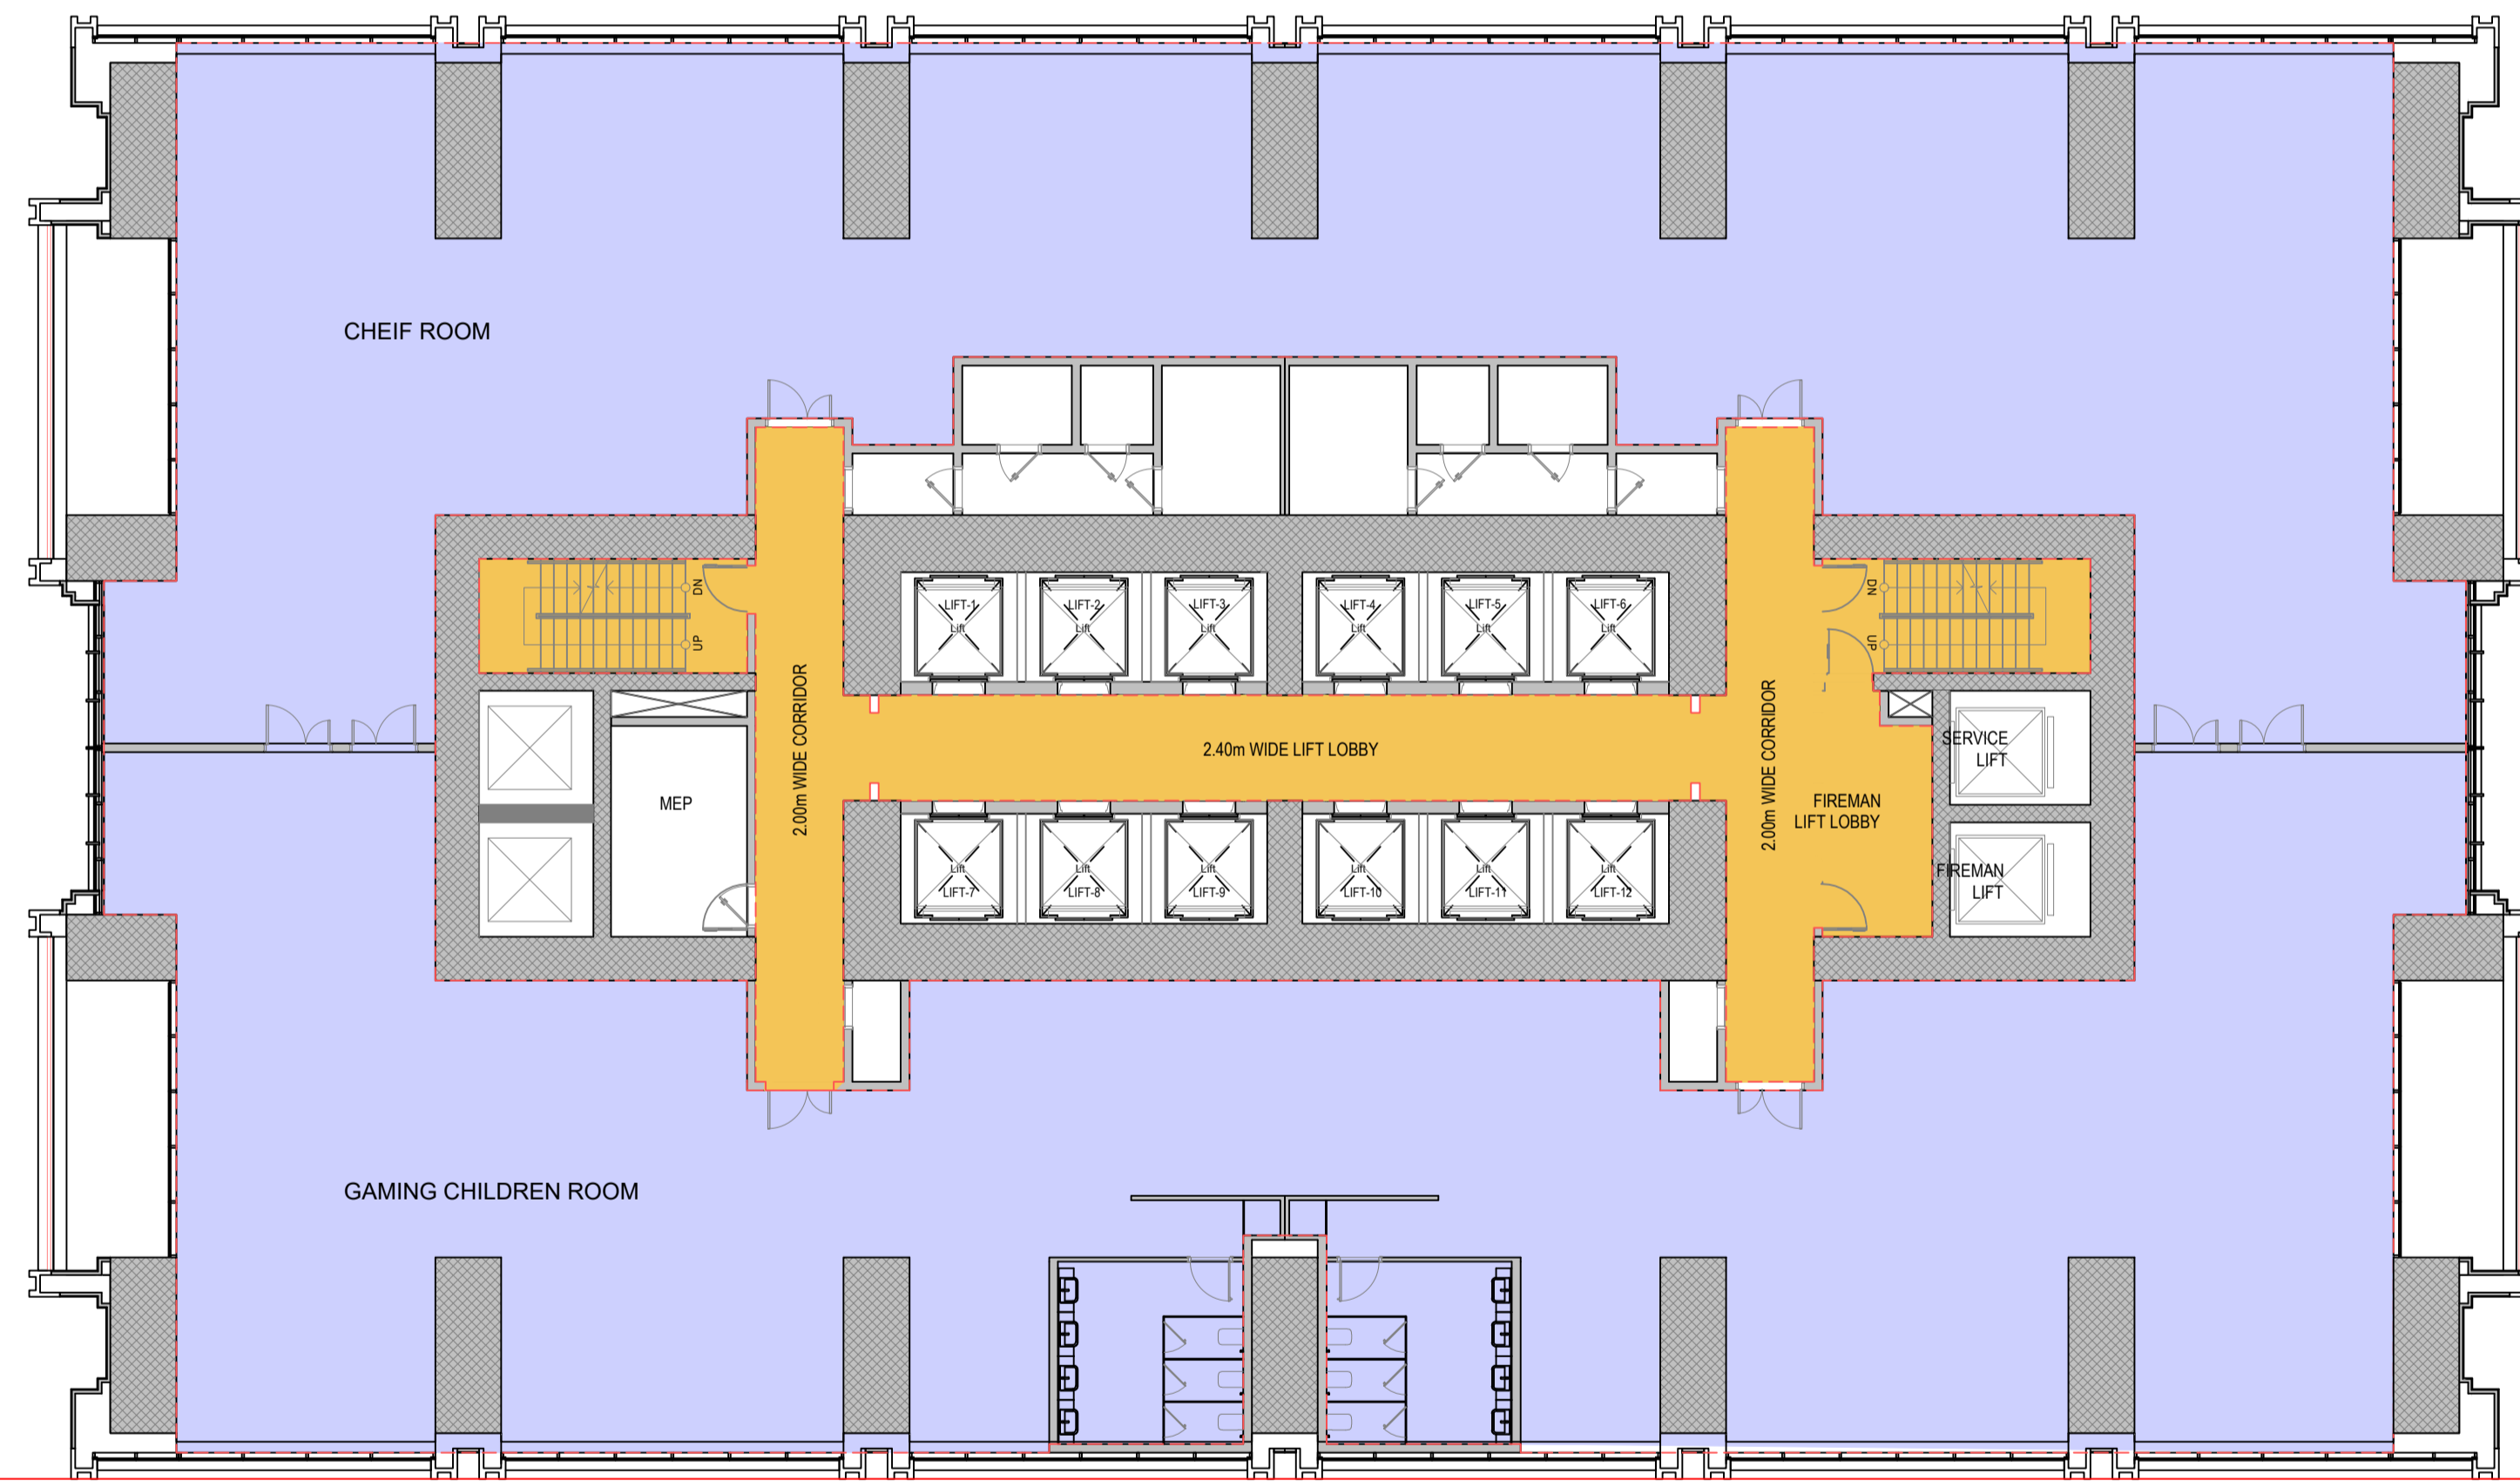 CHEIF ROOM
LIFT-1
Lift
LIFT-2
Lift
LIFT-3
Lift
LIFT-4
Lift
LIFT-5
Lift
LIFT-6
Lift
DN
UP
DN
UP
2.00m WIDE CORRIDOR
2.40m WIDE LIFT LOBBY
2.00m WIDE CORRIDOR
SERVICE
LIFT
MEP
FIREMAN
LIFT LOBBY
FIREMAN
LIFT
Lift
LIFT-7
Lift
LIFT-8
Lift
LIFT-9
Lift
LIFT-10
Lift
LIFT-11
Lift
LIFT-12
GAMING CHILDREN ROOM